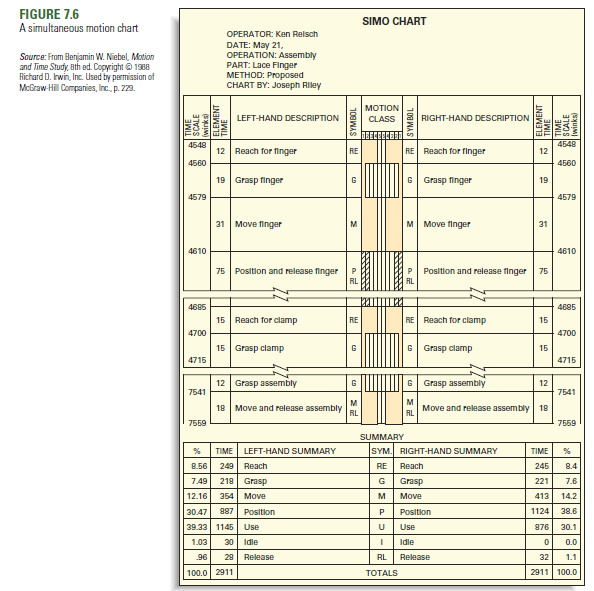 FIGURE 7.6
A simultaneous motion chart
Source: From Benjamin W. Niebel, Motion
and Time Study, 8th ed. Copyright © 1988
Richard D. Irwin, Inc. Used by permission of
McGraw-Hill Companies, Inc., p. 229.
SIMO CHART
OPERATOR: Ken Reisch
DATE: May 21,
OPERATION: Assembly
PART: Lace Finger
METHOD: Proposed
CHART BY: Joseph Riley
TIME SCALE (winks) ELEMENT TIME LEFT-HAND DESCRIPTION SYMBOL MOTION CLASS SYMBOL RIGHT-HAND DESCRIPTION ELEMENT TIME TIME SCALE (winks)
4548 4548
12 Reach for finger RE RE Reach for finger 12
4560 4560
19 Grasp finger G G Grasp finger 19
4579 4579
31 Move finger M M Move finger 31
4610 4610
75 Position and release finger P RL P RL Position and release finger 75
4685 4685
15 Reach for clamp RE RE Reach for clamp 15
4700 4700
15 Grasp clamp G G Grasp clamp 15
4715 4715
12 Grasp assembly G G Grasp assembly 12
7541 7541
18 Move and release assembly M RL M RL Move and release assembly 18
7559 7559
SUMMARY
% TIME LEFT-HAND SUMMARY SYM. RIGHT-HAND SUMMARY TIME %
8.56 249 Reach RE Reach 245 8.4
7.49 218 Grasp G Grasp 221 7.6
12.16 354 Move M Move 413 14.2
30.47 887 Position P Position 1124 38.6
39.33 1145 Use U Use 876 30.1
1.03 30 Idle I Idle 0 0.0
.96 28 Release RL Release 32 1.1
100.0 2911 TOTALS 2911 100.0